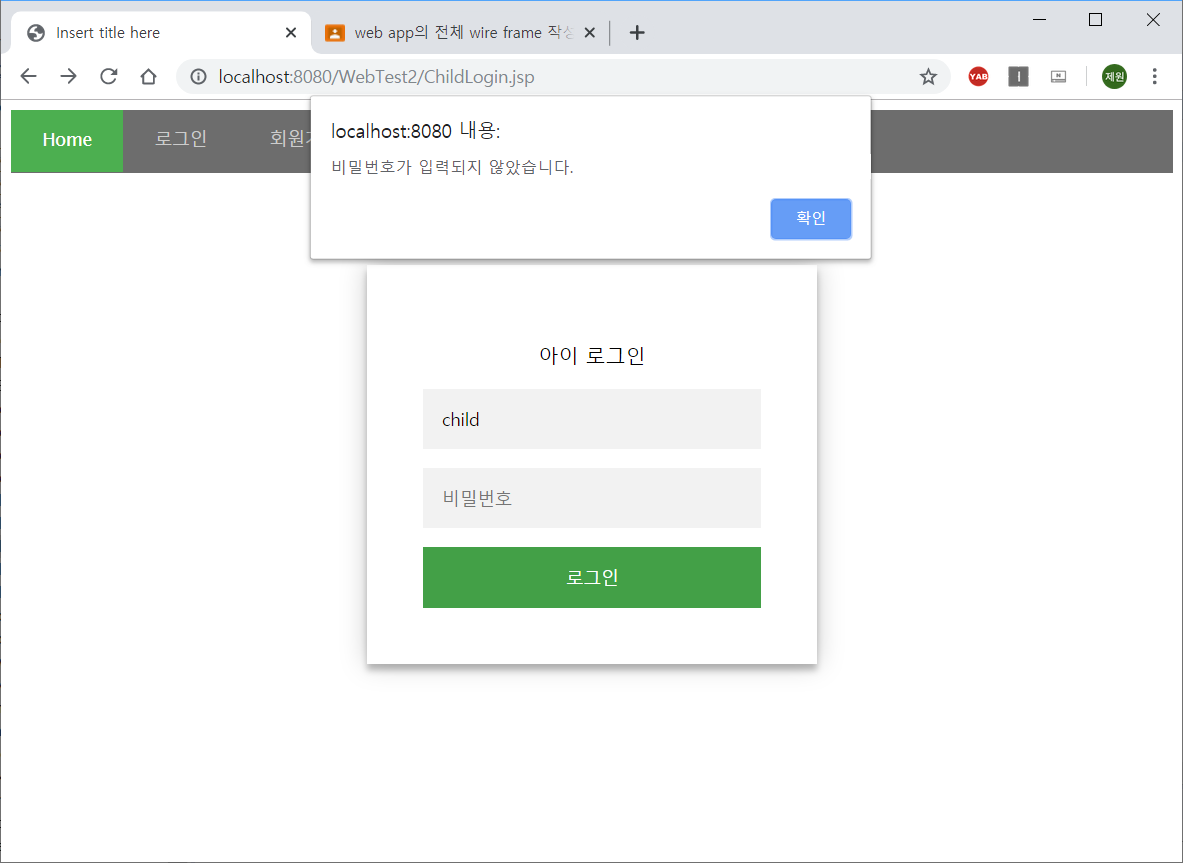 Insert title here
web app의 전체 wire frame 작성
localhost:8080/WebTest2/ChildLogin.jsp
YAB
제원
Home
로그인
localhost:8080 내용:
비밀번호가 입력되지 않았습니다.
확인
아이 로그인
child
비밀번호
로그인